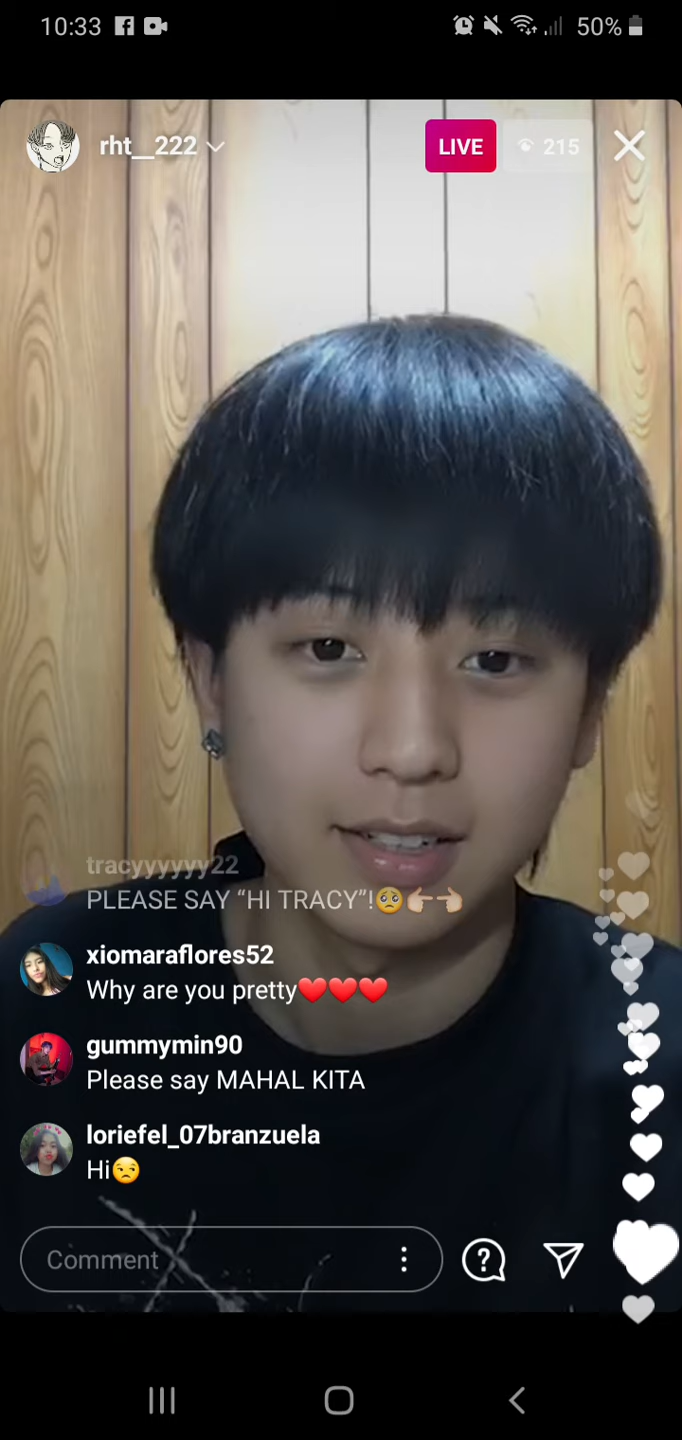 10:33
50%
rht__222
LIVE
215
tracyyyyyy22
PLEASE SAY “HI TRACY”!🥺👉🏻👈🏻
xiomaraflores52
Why are you pretty❤️❤️❤️
gummymin90
Please say MAHAL KITA
loriefel_07branzuela
Hi😒
Comment